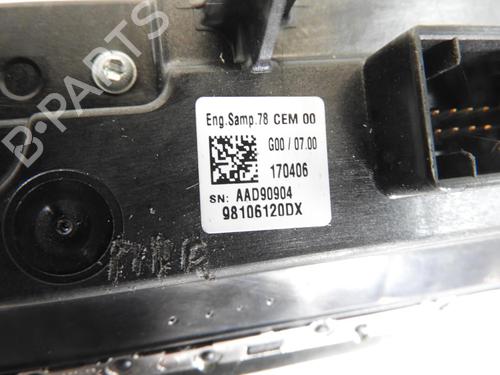 B-PARTS
Eng.Samp.78 CEM 00
G00 / 07.00
170406
SN: AAD90904
98106120DX